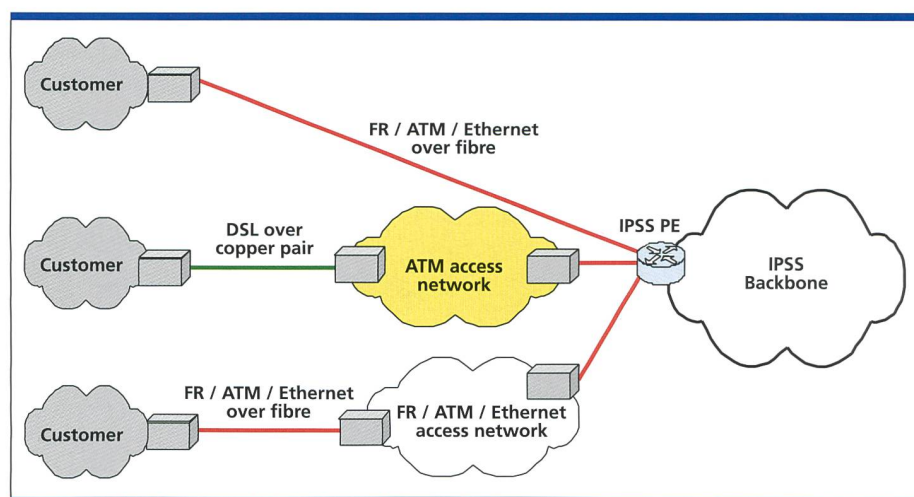 Customer
FR / ATM / Ethernet
over fibre
DSL over
copper pair
Customer
ATM access
network
IPSS PE
IPSS
Backbone
FR / ATM / Ethernet
over fibre
Customer
FR / ATM / Ethernet
access network